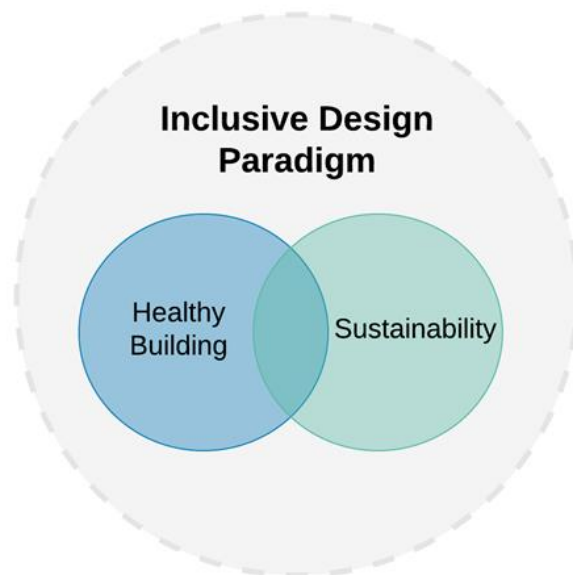 Inclusive Design
Paradigm
Healthy
Building
Sustainability